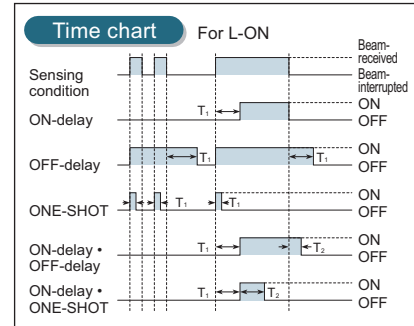 Time chart For L-ON
Beam-
received
Sensing
condition
Beam-
interrupted
ON-delay T₁ ON
OFF
OFF-delay T₁ T₁ ON
OFF
ONE-SHOT T₁ T₁ ON
OFF
ON-delay •
OFF-delay T₁ T₂ ON
OFF
ON-delay •
ONE-SHOT T₁ T₂ ON
OFF